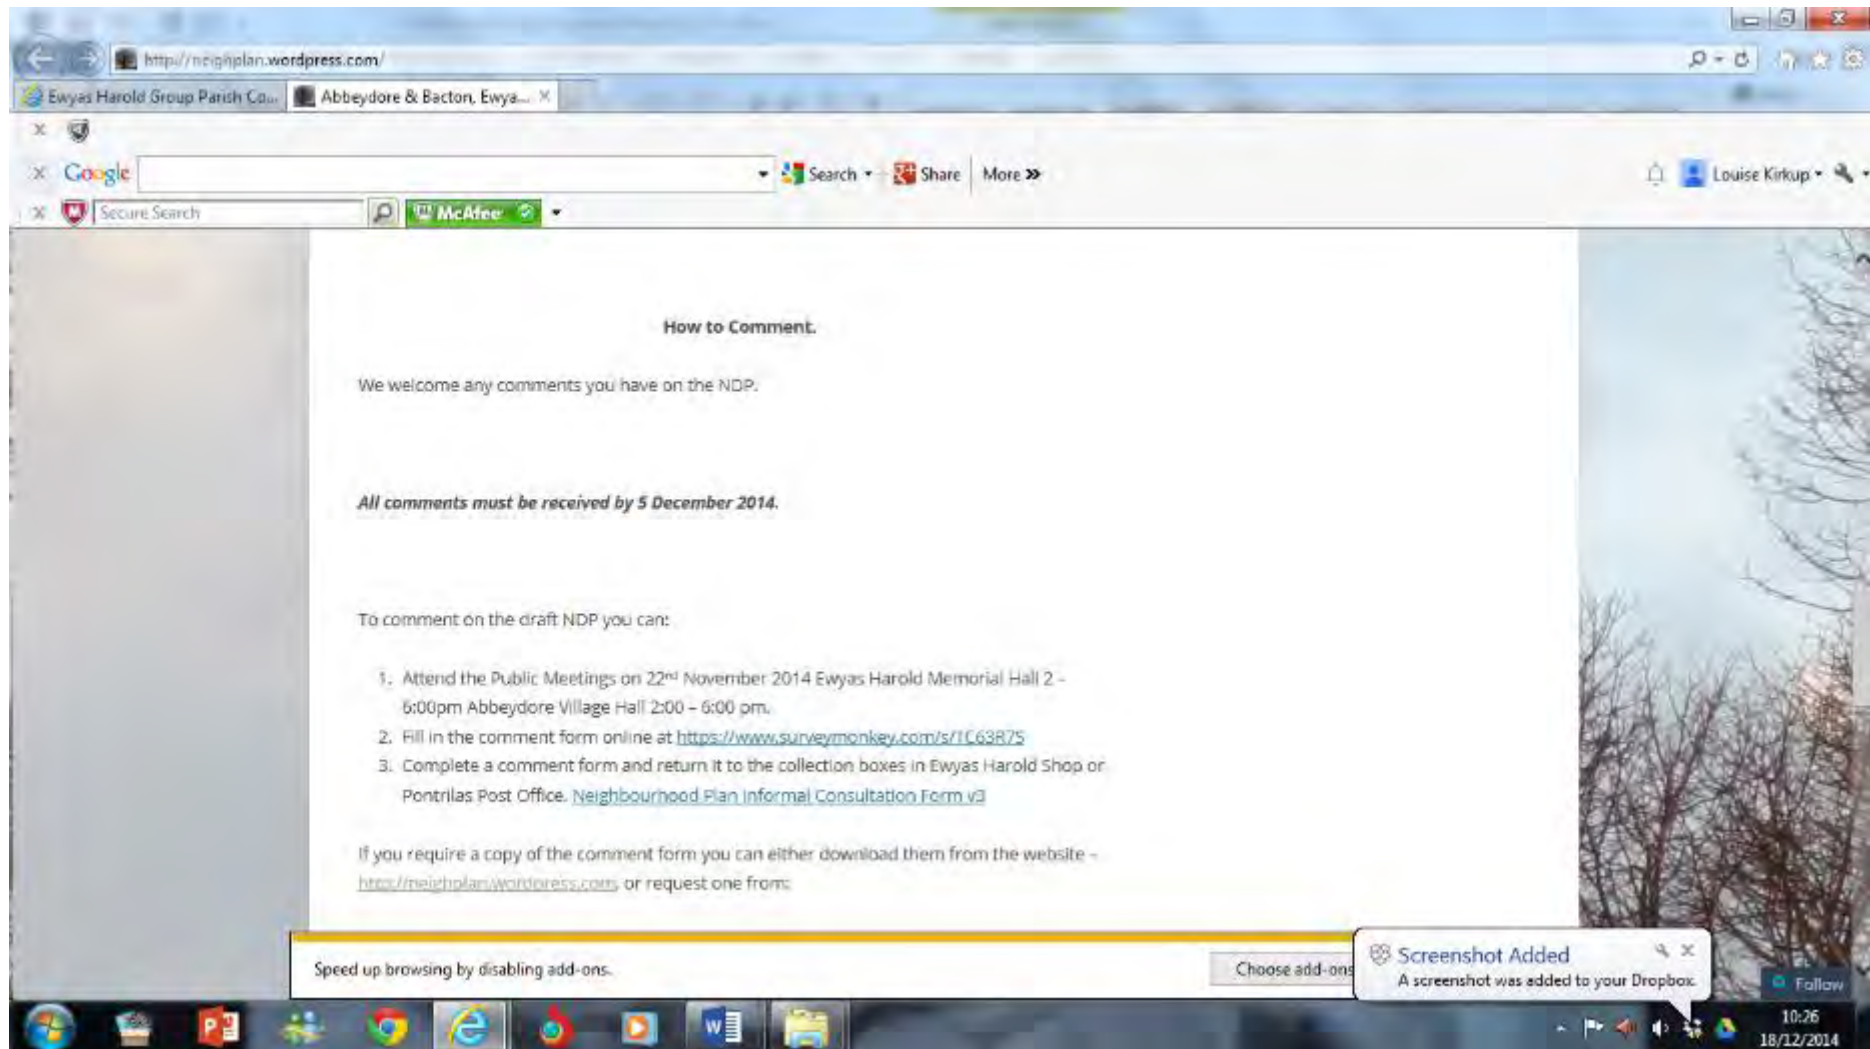 http://neighplan.wordpress.com/
Ewyas Harold Group Parish Co...
Abbeydore & Bacton, Ewya...
Google
Search
Share
More »
Louise Kirkup
Secure Search
McAfee
How to Comment.
We welcome any comments you have on the NDP.
All comments must be received by 5 December 2014.
To comment on the draft NDP you can:
1. Attend the Public Meetings on 22nd November 2014 Ewyas Harold Memorial Hall 2 –
6:00pm Abbeydore Village Hall 2:00 – 6:00 pm.
2. Fill in the comment form online at https://www.surveymonkey.com/s/TC63R75
3. Complete a comment form and return it to the collection boxes in Ewyas Harold Shop or
Pontrilas Post Office. Neighbourhood Plan Informal Consultation Form v3
If you require a copy of the comment form you can either download them from the website –
http://neighplan.wordpress.com, or request one from:
Speed up browsing by disabling add-ons.
Choose add-ons
Screenshot Added
A screenshot was added to your Dropbox.
Follow
10:26
18/12/2014